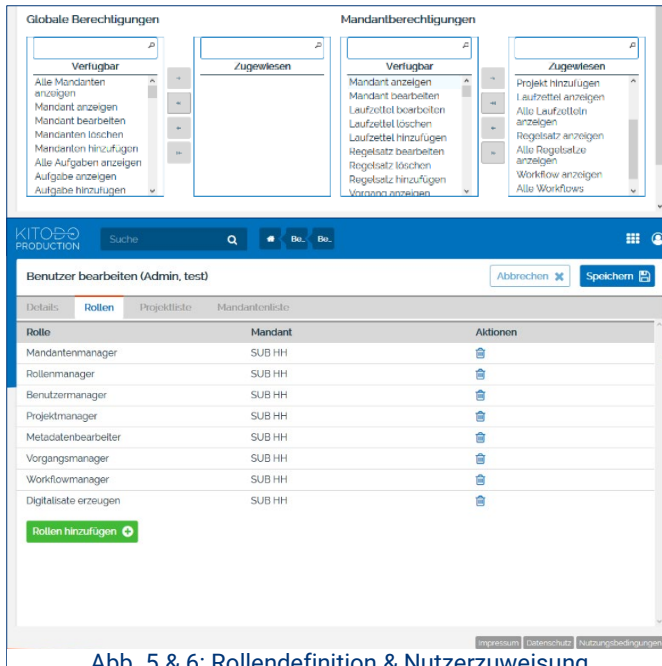 Globale Berechtigungen
Mandantberechtigungen
Verfügbar
Alle Mandanten
anzeigen
Mandant anzeigen
Mandant bearbeiten
Mandanten löschen
Mandanten hinzufügen
Alle Aufgaben anzeigen
Aufgabe anzeigen
Aufgabe hinzufügen
Zugewiesen
Verfügbar
Mandant anzeigen
Mandant bearbeiten
Laufzettel bearbeiten
Laufzettel löschen
Laufzettel hinzufügen
Regelsatz bearbeiten
Regelsatz löschen
Regelsatz hinzufügen
Vorgang anzeigen
Zugewiesen
Projekt hinzufügen
Laufzettel anzeigen
Alle Laufzetteln
anzeigen
Regelsatz anzeigen
Alle Regelsätze
anzeigen
Workflow anzeigen
Alle Workflows
KITODO
PRODUCTION
Suche
Be.. Be..
Benutzer bearbeiten (Admin, test)
Abbrechen
Speichern
Details Rollen Projektliste Mandantenliste
Rolle Mandant Aktionen
Mandantenmanager SUB HH
Rollenmanager SUB HH
Benutzermanager SUB HH
Projektmanager SUB HH
Metadatenbearbeiter SUB HH
Vorgangsmanager SUB HH
Workflowmanager SUB HH
Digitalisate erzeugen SUB HH
Rollen hinzufügen
Impressum Datenschutz Nutzungsbedingungen
Abb. 5 & 6: Rollendefinition & Nutzerzuweisung